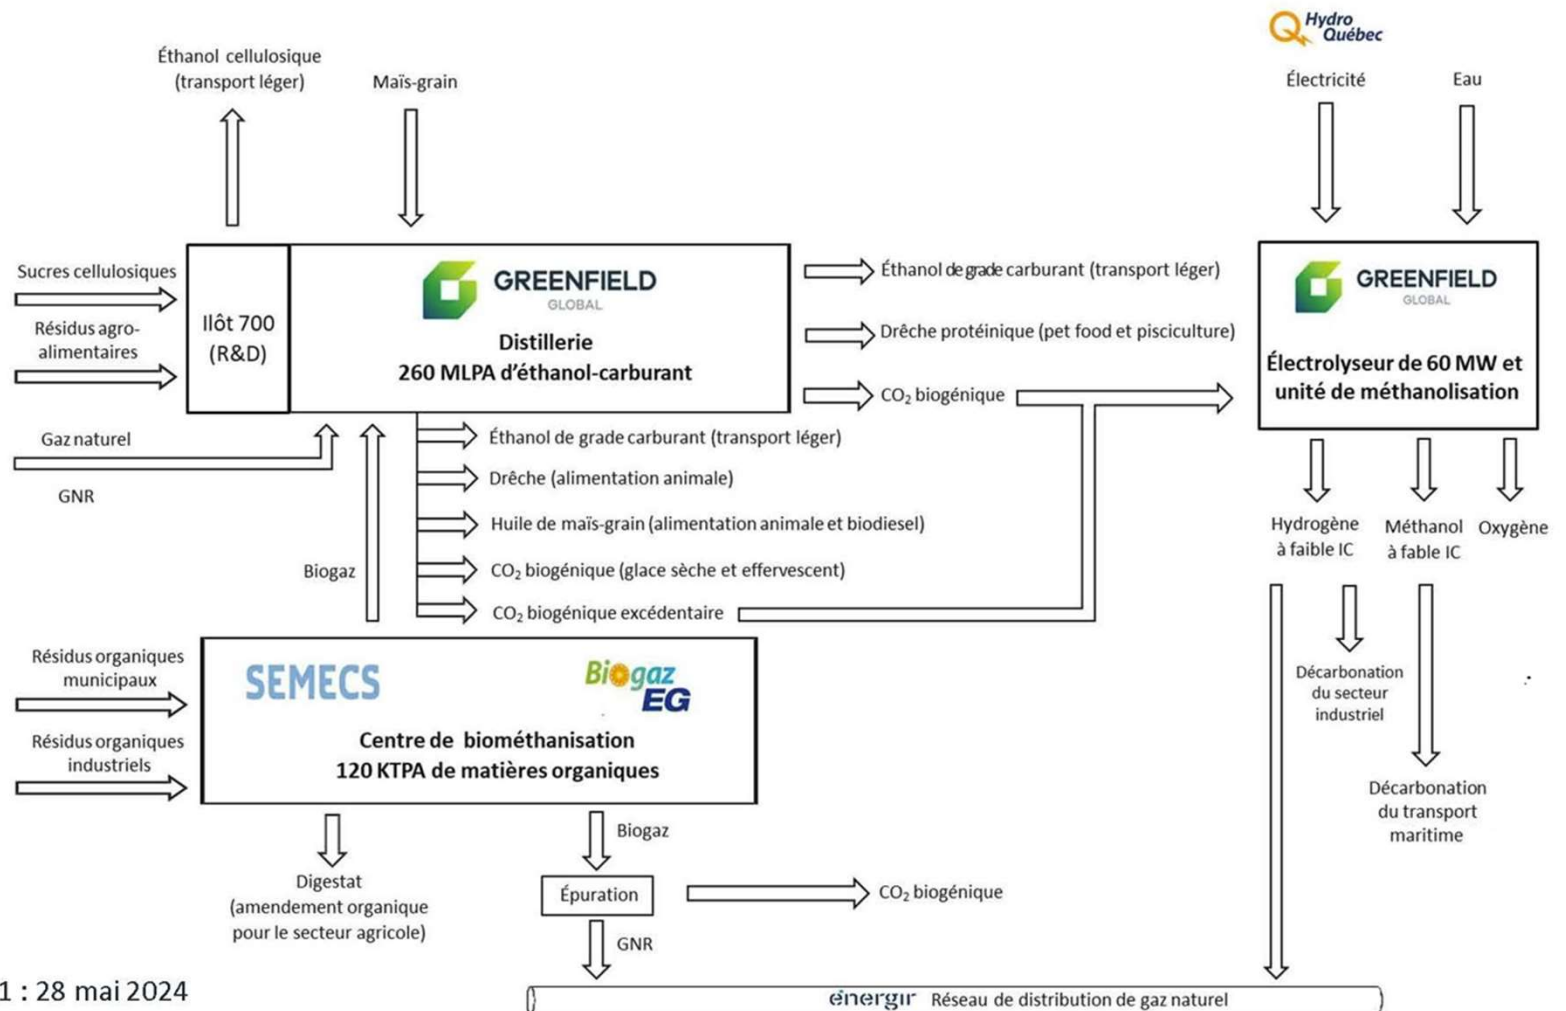 Hydro
Québec
Éthanol cellulosique
(transport léger)
Maïs-grain
Électricité
Eau
Sucres cellulosiques
Résidus agro-
alimentaires
Ilôt 700
(R&D)
GREENFIELD
GLOBAL
Distillerie
260 MLPA d'éthanol-carburant
Éthanol de grade carburant (transport léger)
Drêche protéinique (pet food et pisciculture)
CO₂ biogénique
GREENFIELD
GLOBAL
Électrolyseur de 60 MW et
unité de méthanolisation
Gaz naturel
GNR
Éthanol de grade carburant (transport léger)
Drêche (alimentation animale)
Huile de maïs-grain (alimentation animale et biodiesel)
CO₂ biogénique (glace sèche et effervescent)
CO₂ biogénique excédentaire
Biogaz
Hydrogène
à faible IC
Méthanol
à fable IC
Oxygène
Décarbonation
du secteur
industriel
Décarbonation
du transport
maritime
Résidus organiques
municipaux
Résidus organiques
industriels
SEMECS
Biogaz
EG
Centre de biométhanisation
120 KTPA de matières organiques
Digestat
(amendement organique
pour le secteur agricole)
Biogaz
Épuration
CO₂ biogénique
GNR
1 : 28 mai 2024
énergir Réseau de distribution de gaz naturel